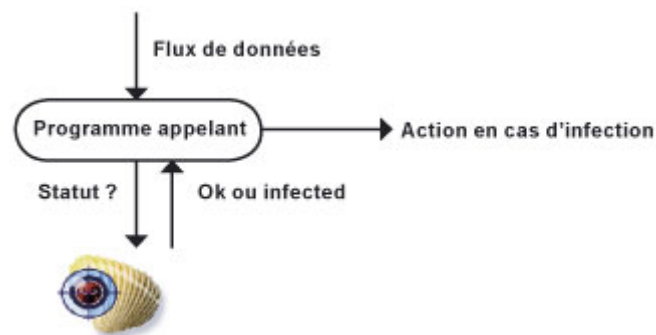 Flux de données
Programme appelant
Action en cas d'infection
Statut ?
Ok ou infected